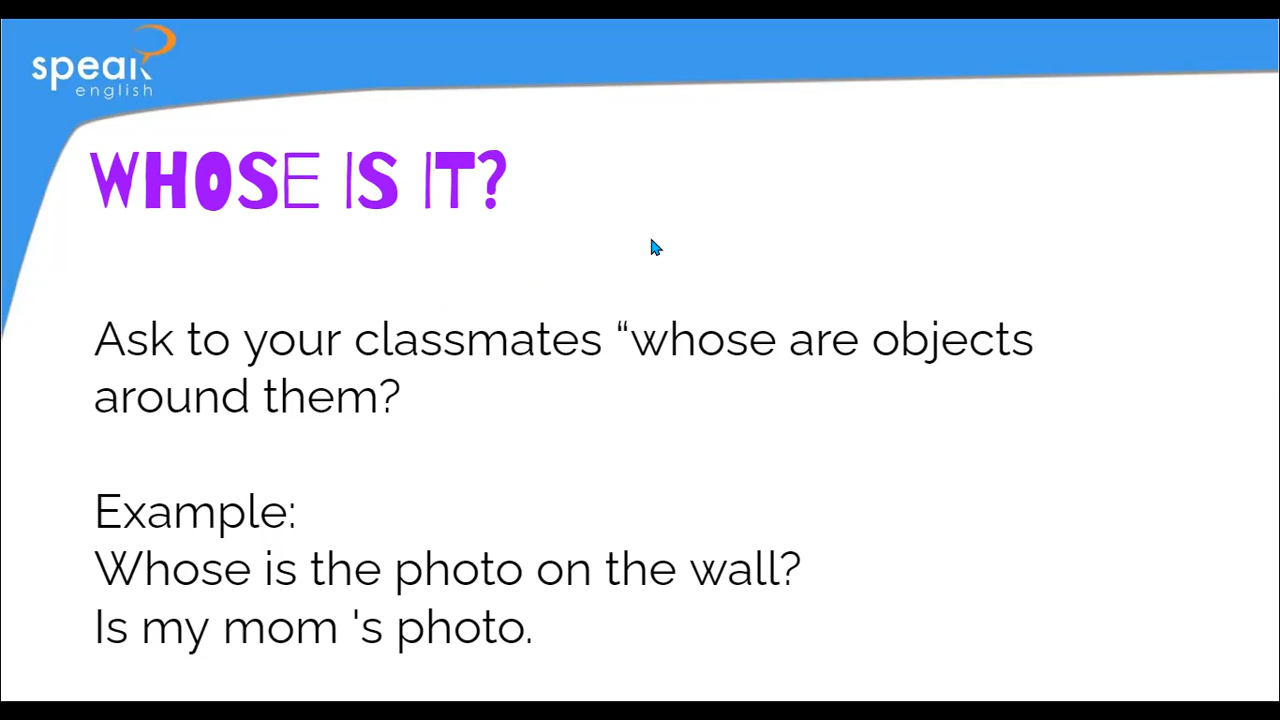 speak
english
WHOSE IS IT?
Ask to your classmates “whose are objects
around them?
Example:
Whose is the photo on the wall?
Is my mom 's photo.